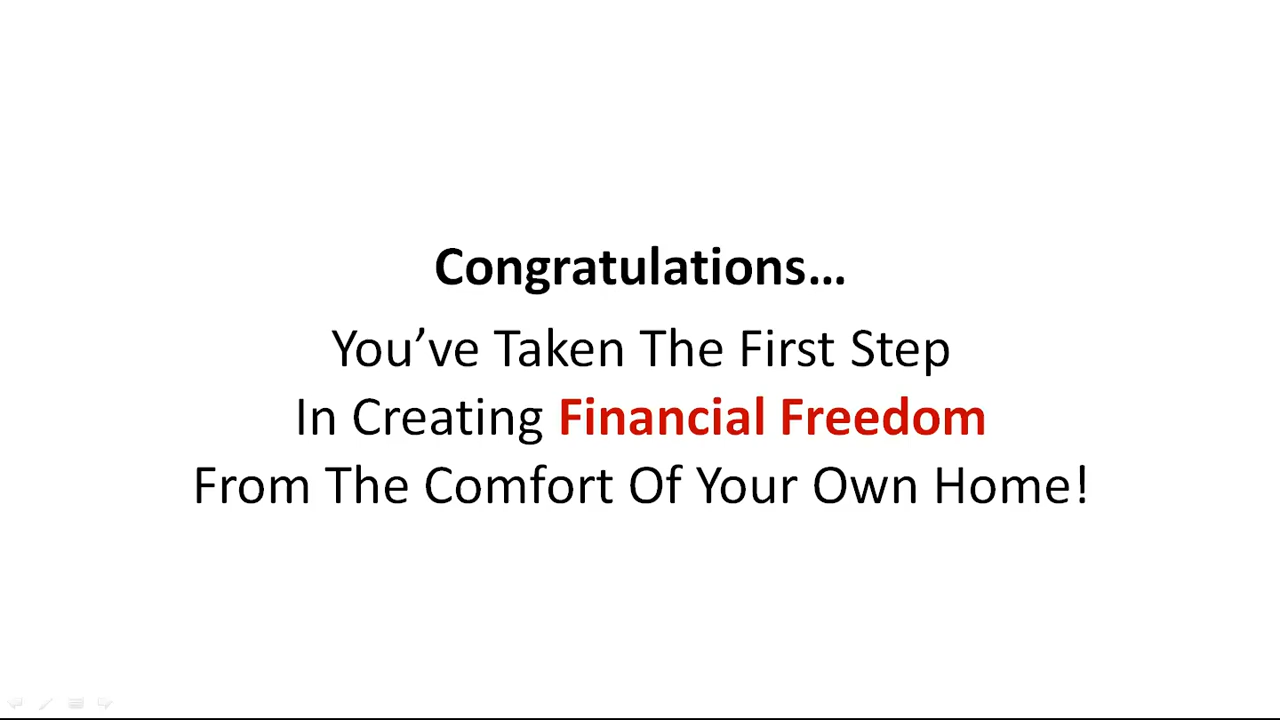 Congratulations…
You’ve Taken The First Step
In Creating Financial Freedom
From The Comfort Of Your Own Home!